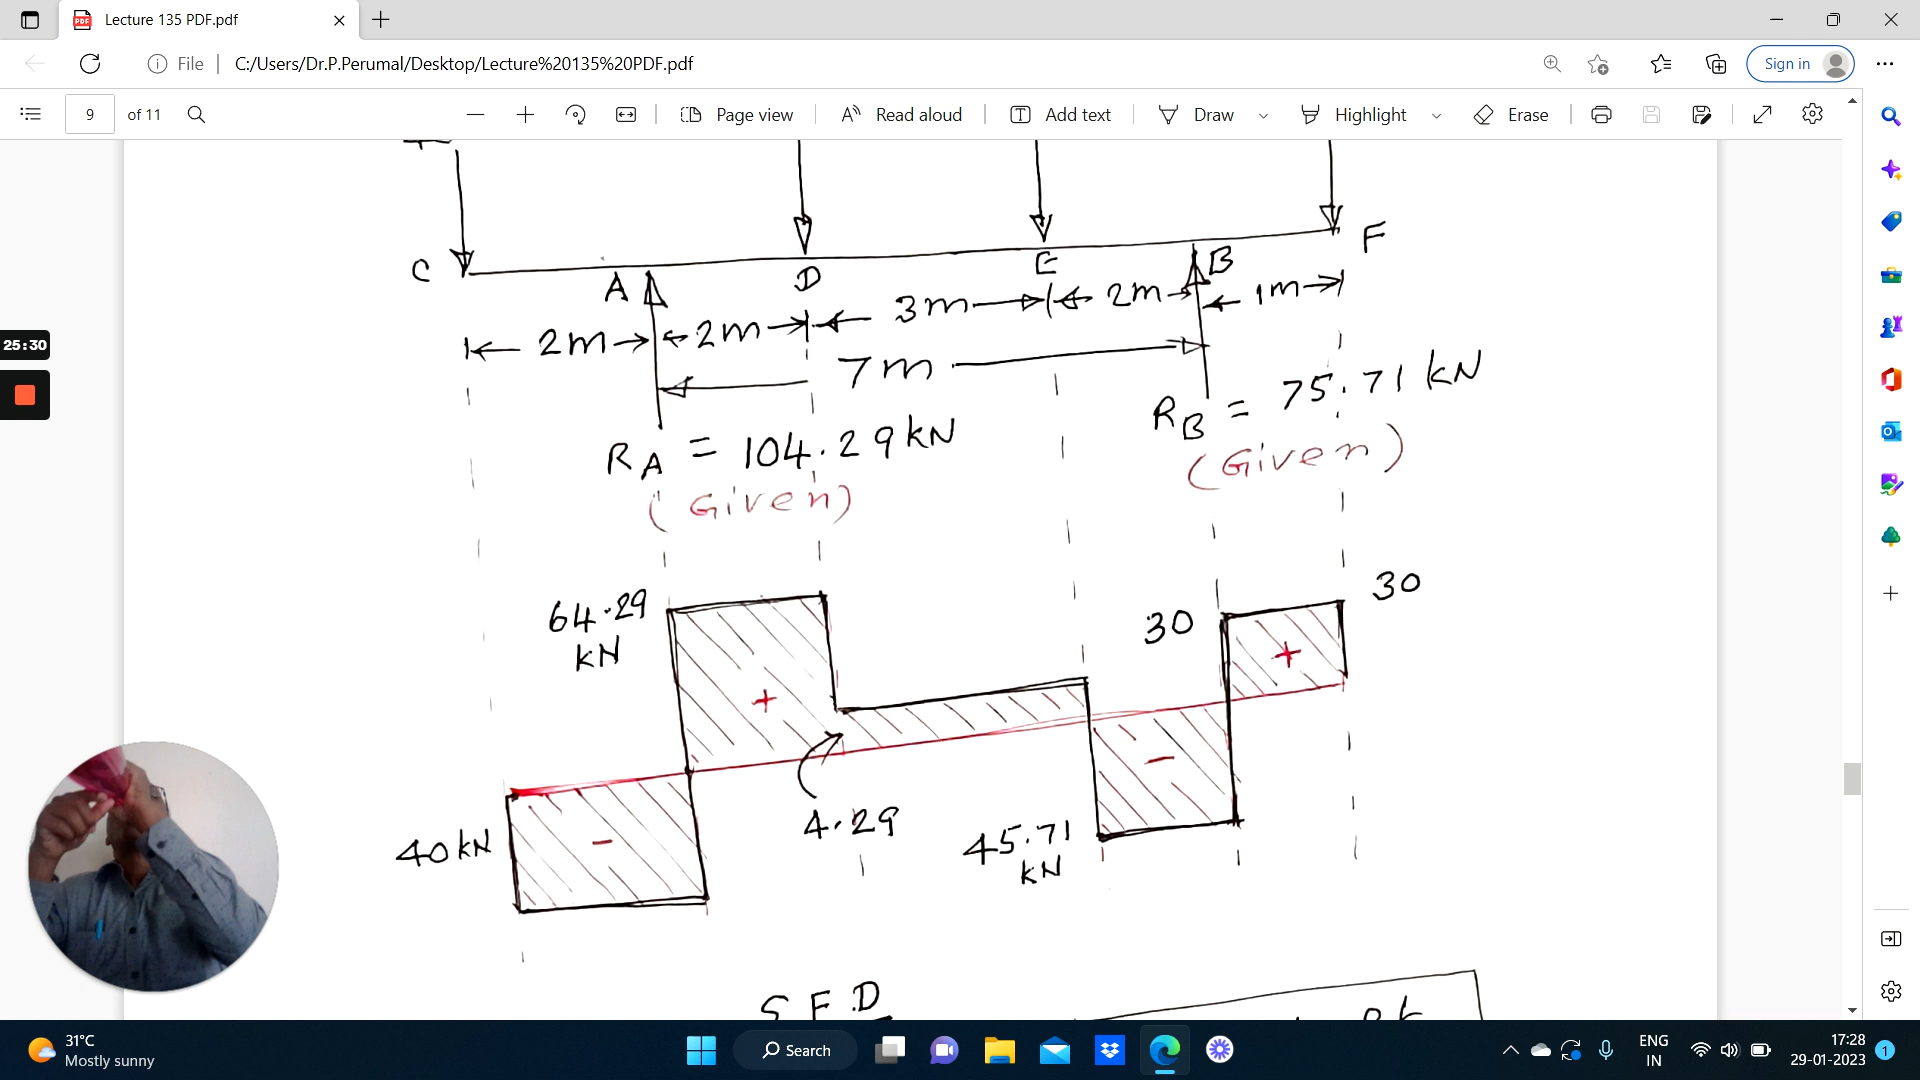 Lecture 135 PDF.pdf
File C:/Users/Dr.P.Perumal/Desktop/Lecture%20135%20PDF.pdf
Sign in
9 of 11
Page view
Read aloud
Add text
Draw
Highlight
Erase
25:30
C
A
D
E
B
F
2m
2m
3m
2m
1m
7m
RA = 104.29 kN
(Given)
RB = 75.71 kN
(Given)
64.29
kN
30
30
+
+
-
-
40 kN
4.29
45.71
kN
S F D
31°C
Mostly sunny
Search
ENG
IN
17:28
29-01-2023
1